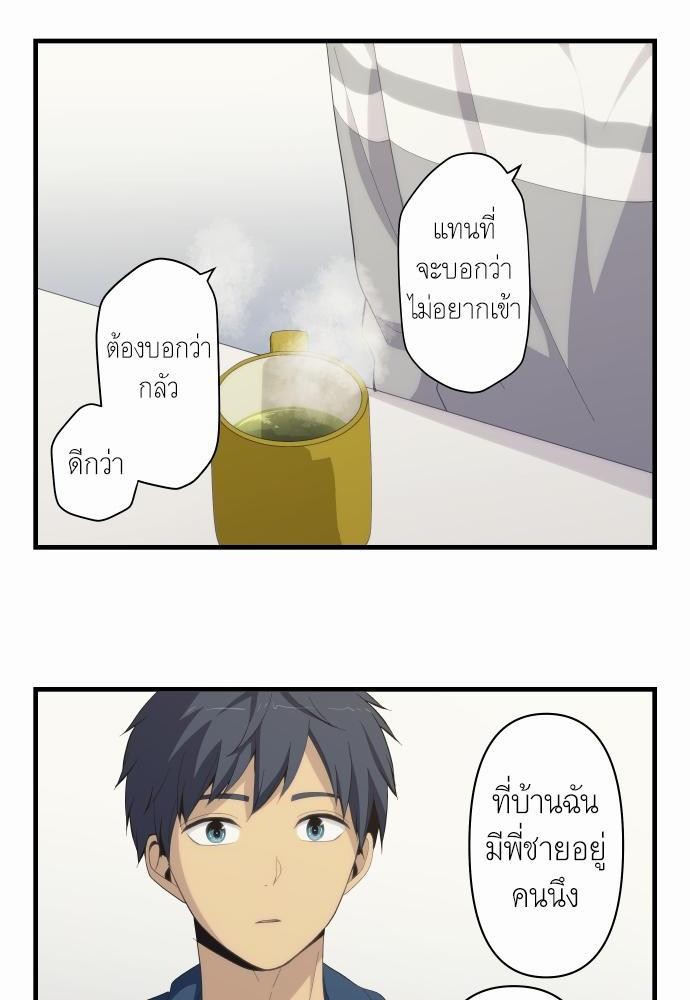 แทนที่
จะบอกว่า
ไม่อยากเข้า
ต้องบอกว่า
กลัว
ดีกว่า
ที่บ้านฉัน
มีพี่ชายอยู่
คนนึง